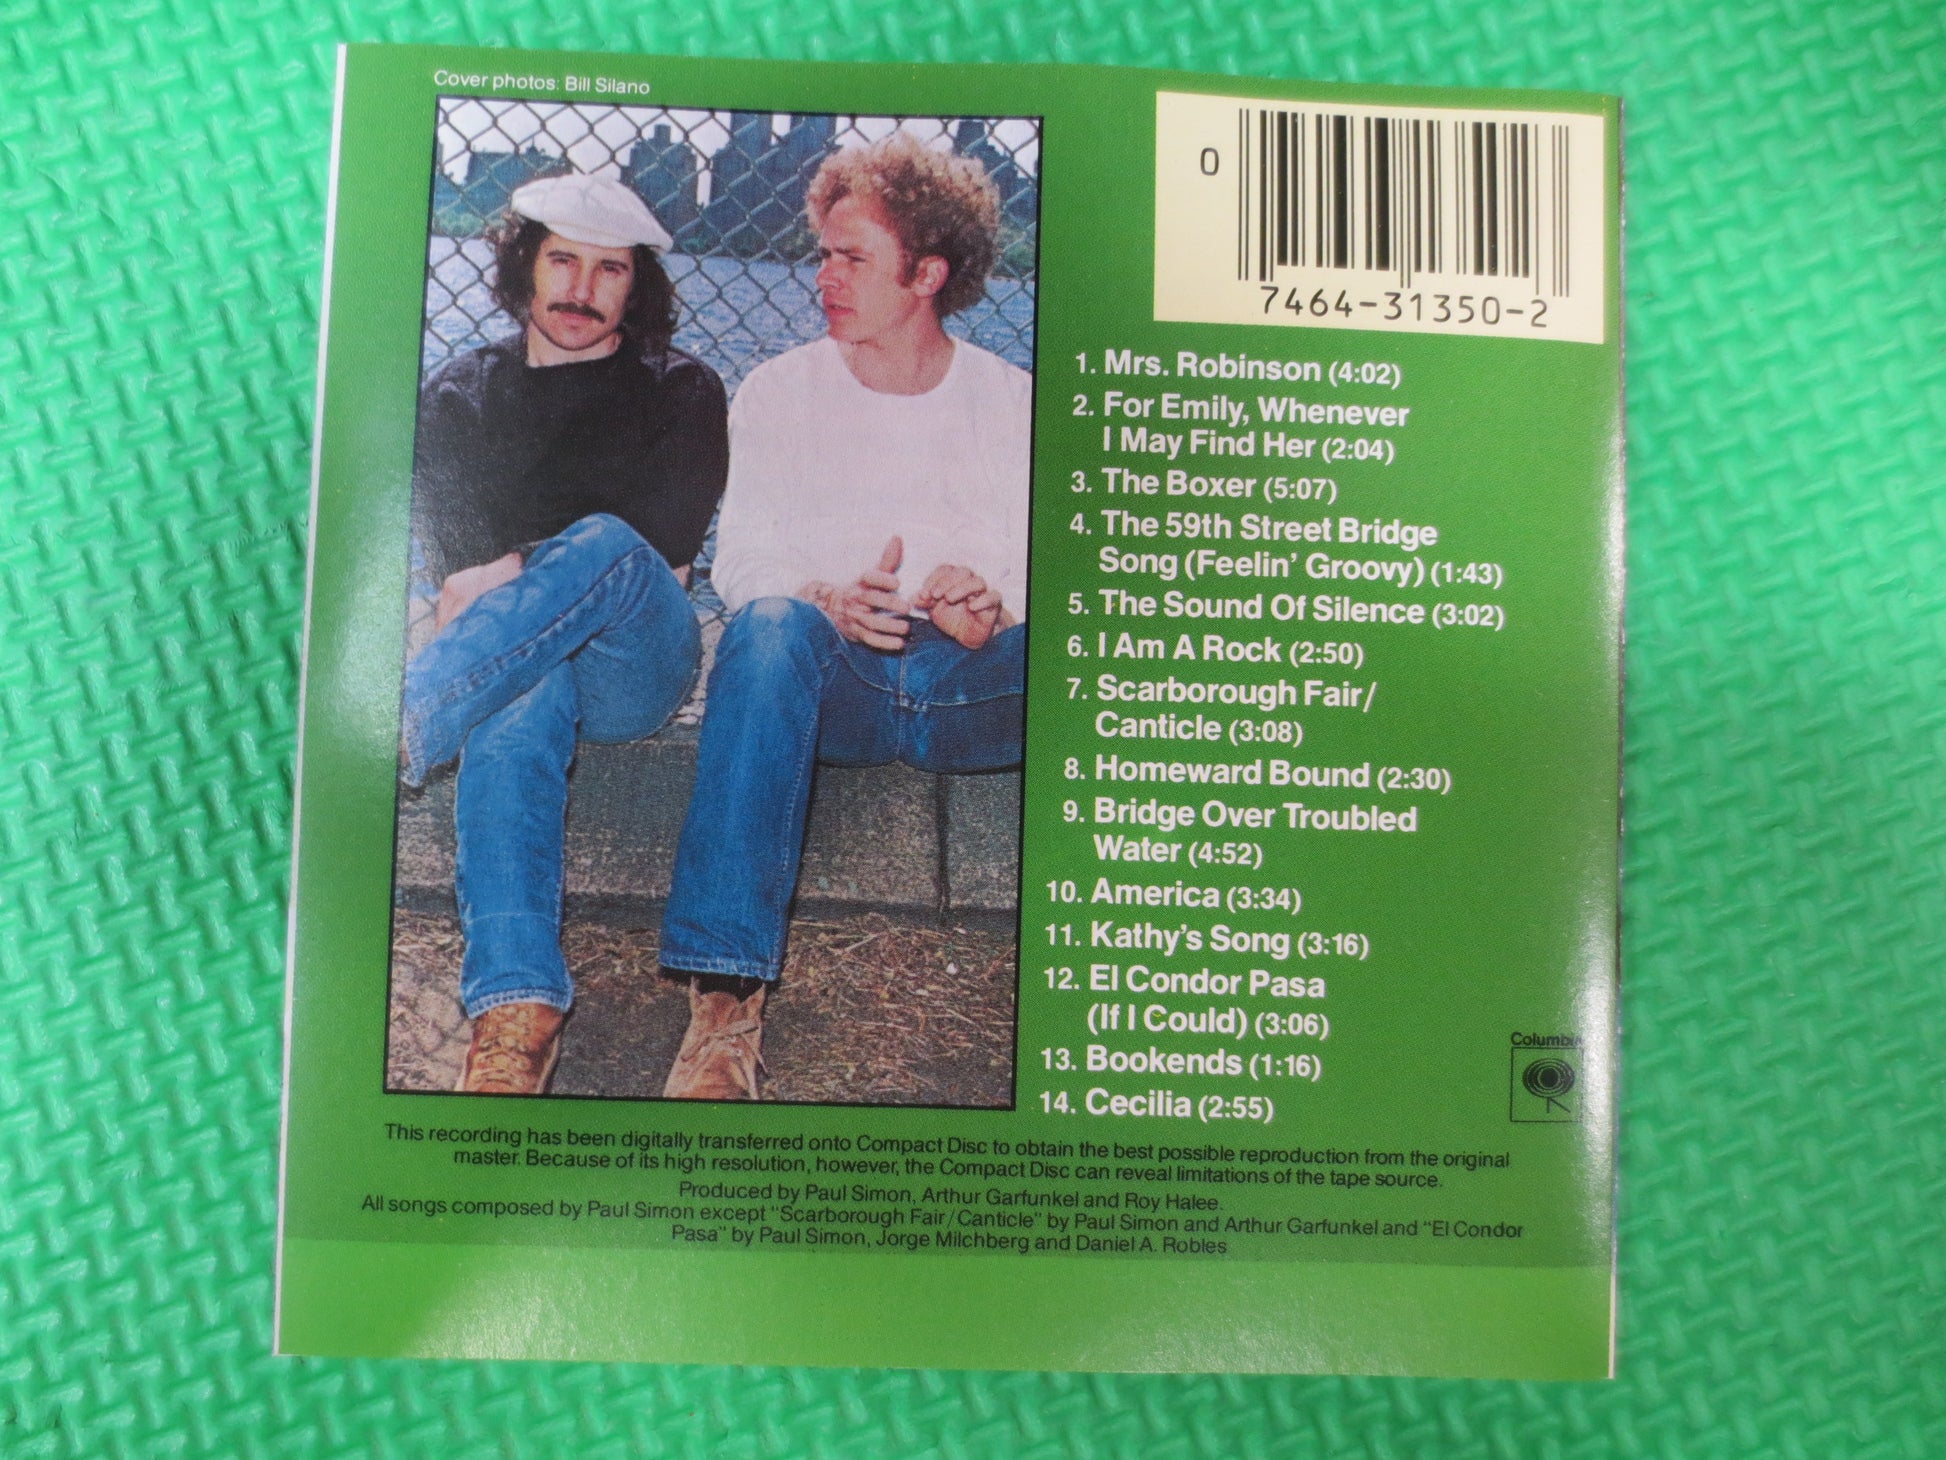 Cover photos: Bill Silano
0
7464-31350-2
1. Mrs. Robinson (4:02)
2. For Emily, Whenever
I May Find Her (2:04)
3. The Boxer (5:07)
4. The 59th Street Bridge
Song (Feelin' Groovy) (1:43)
5. The Sound Of Silence (3:02)
6. I Am A Rock (2:50)
7. Scarborough Fair/
Canticle (3:08)
8. Homeward Bound (2:30)
9. Bridge Over Troubled
Water (4:52)
10. America (3:34)
11. Kathy's Song (3:16)
12. El Condor Pasa
(If I Could) (3:06)
13. Bookends (1:16)
14. Cecilia (2:55)
Columbia
This recording has been digitally transferred onto Compact Disc to obtain the best possible reproduction from the original
master. Because of its high resolution, however, the Compact Disc can reveal limitations of the tape source.
Produced by Paul Simon, Arthur Garfunkel and Roy Halee.
All songs composed by Paul Simon except "Scarborough Fair/Canticle" by Paul Simon and Arthur Garfunkel and "El Condor
Pasa" by Paul Simon, Jorge Milchberg and Daniel A. Robles